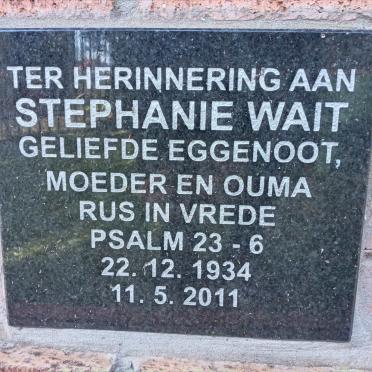 TER HERINNERING AAN
STEPHANIE WAIT
GELIEFDE EGGENOOT,
MOEDER EN OUMA
RUS IN VREDE
PSALM 23 - 6
22. 12. 1934
11. 5. 2011